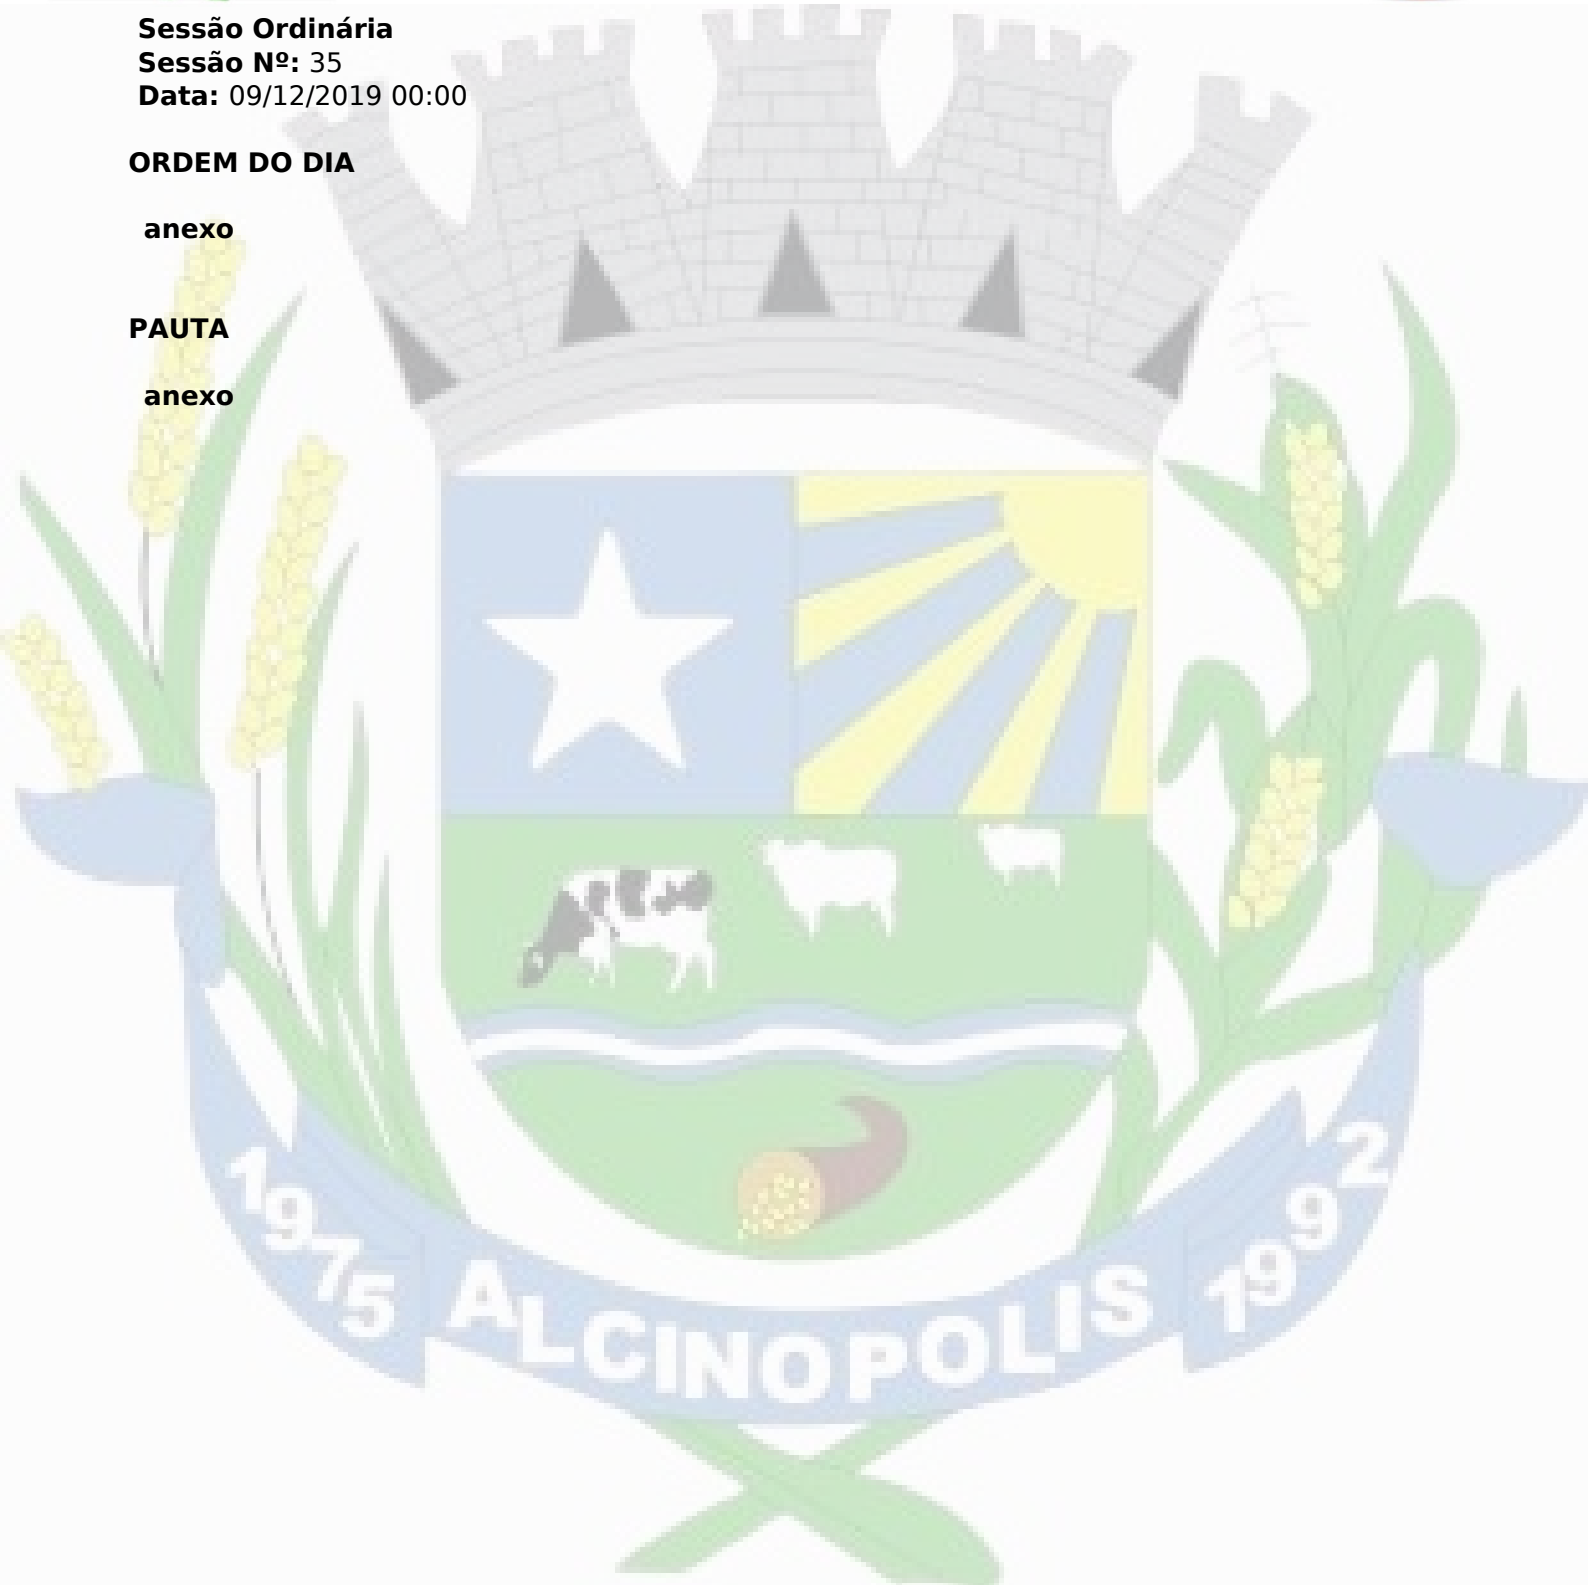 Sessão Ordinária
Sessão Nº: 35
Data: 09/12/2019 00:00
ORDEM DO DIA
anexo
PAUTA
anexo
1975 ALCINOPOLIS 1992